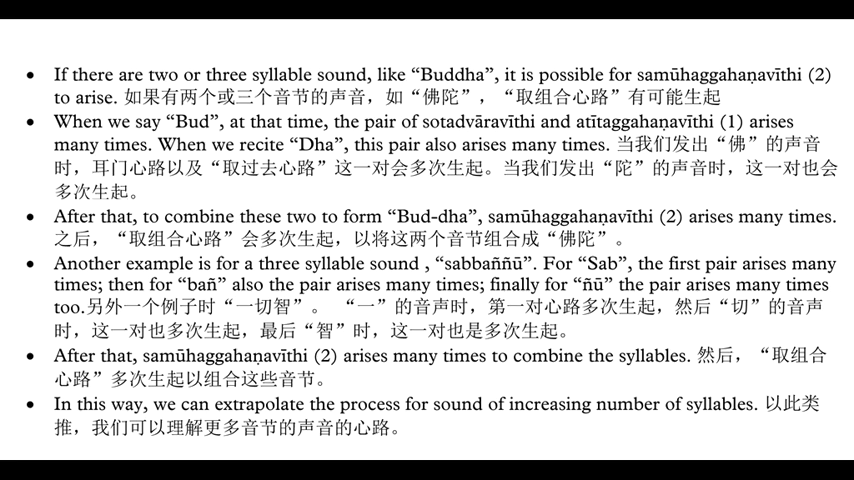 • If there are two or three syllable sound, like “Buddha”, it is possible for samūhaggahaṇavīthi (2)
to arise. 如果有两个或三个音节的声音，如“佛陀”，“取组合心路”有可能生起
• When we say “Bud”, at that time, the pair of sotadvāravīthi and atītaggahaṇavīthi (1) arises
many times. When we recite “Dha”, this pair also arises many times. 当我们发出“佛”的声音
时，耳门心路以及“取过去心路”这一对会多次生起。当我们发出“陀”的声音时，这一对也会
多次生起。
• After that, to combine these two to form “Bud-dha”, samūhaggahaṇavīthi (2) arises many times.
之后，“取组合心路”会多次生起，以将这两个音节组合成“佛陀”。
• Another example is for a three syllable sound , “sabbaññū”. For “Sab”, the first pair arises many
times; then for “bañ” also the pair arises many times; finally for “ñū” the pair arises many times
too.另外一个例子时“一切智”。 “一”的音声时，第一对心路多次生起，然后“切”的音声
时，这一对也多次生起，最后“智”时，这一对也是多次生起。
• After that, samūhaggahaṇavīthi (2) arises many times to combine the syllables. 然后，“取组合
心路”多次生起以组合这些音节。
• In this way, we can extrapolate the process for sound of increasing number of syllables. 以此类
推，我们可以理解更多音节的声音的心路。